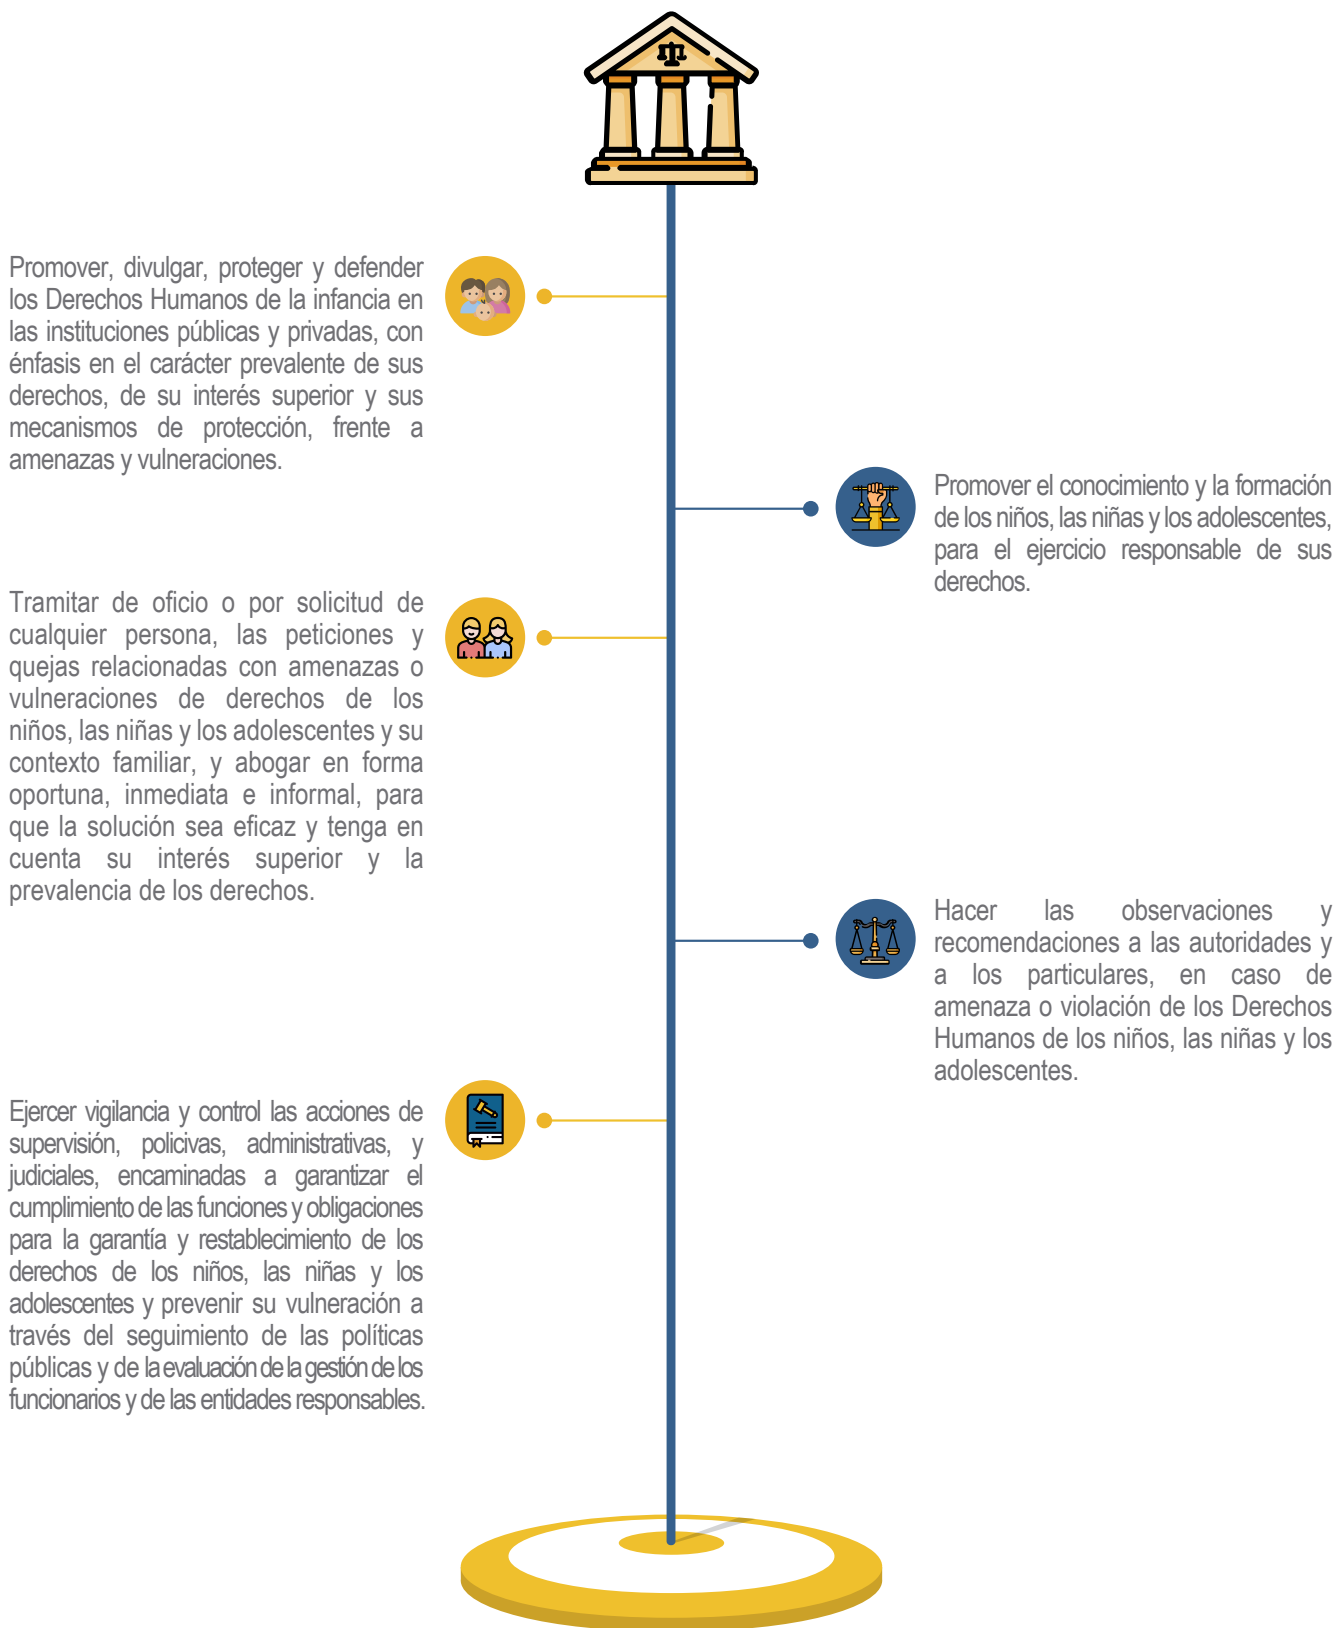 Promover, divulgar, proteger y defender
los Derechos Humanos de la infancia en
las instituciones públicas y privadas, con
énfasis en el carácter prevalente de sus
derechos, de su interés superior y sus
mecanismos de protección, frente a
amenazas y vulneraciones.
Promover el conocimiento y la formación
de los niños, las niñas y los adolescentes,
para el ejercicio responsable de sus
derechos.
Tramitar de oficio o por solicitud de
cualquier persona, las peticiones y
quejas relacionadas con amenazas o
vulneraciones de derechos de los
niños, las niñas y los adolescentes y su
contexto familiar, y abogar en forma
oportuna, inmediata e informal, para
que la solución sea eficaz y tenga en
cuenta su interés superior y la
prevalencia de los derechos.
Hacer las observaciones y
recomendaciones a las autoridades y
a los particulares, en caso de
amenaza o violación de los Derechos
Humanos de los niños, las niñas y los
adolescentes.
Ejercer vigilancia y control las acciones de
supervisión, policivas, administrativas, y
judiciales, encaminadas a garantizar el
cumplimiento de las funciones y obligaciones
para la garantía y restablecimiento de los
derechos de los niños, las niñas y los
adolescentes y prevenir su vulneración a
través del seguimiento de las políticas
públicas y de la evaluación de la gestión de los
funcionarios y de las entidades responsables.